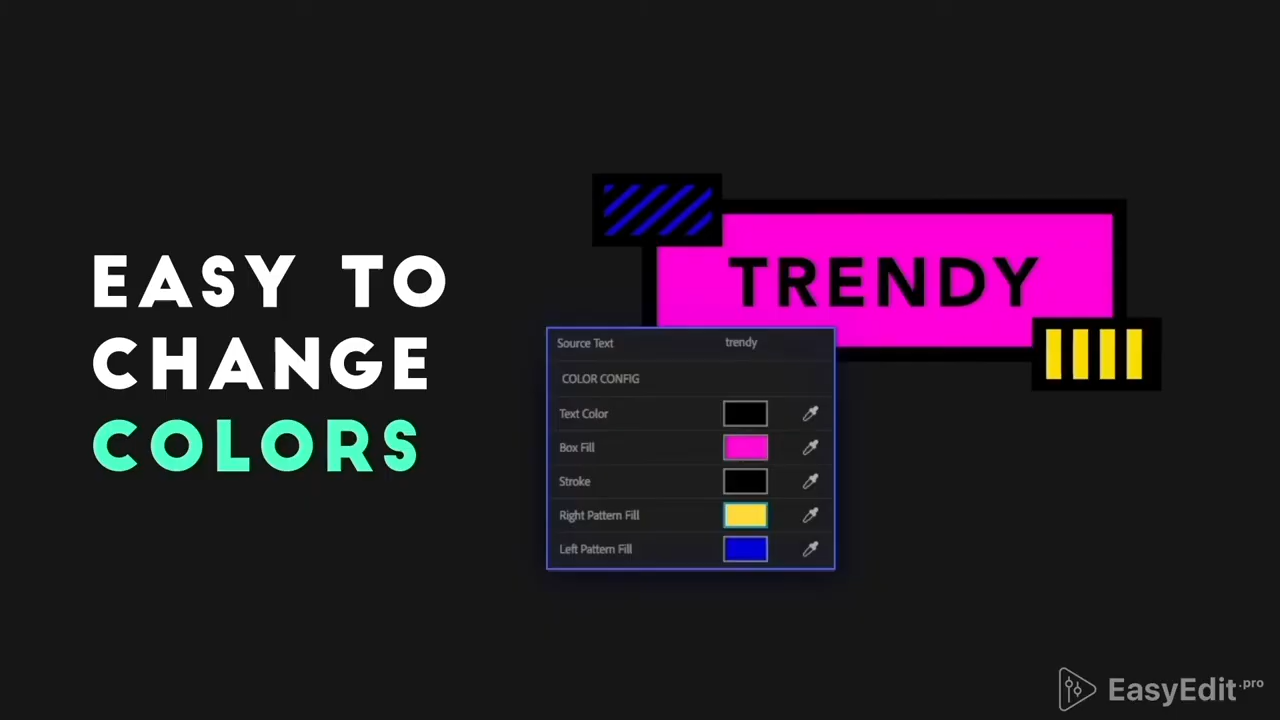 EASY TO
CHANGE
COLORS
TRENDY
Source Text trendy
COLOR CONFIG
Text Color
Box Fill
Stroke
Right Pattern Fill
Left Pattern Fill
EasyEdit.pro